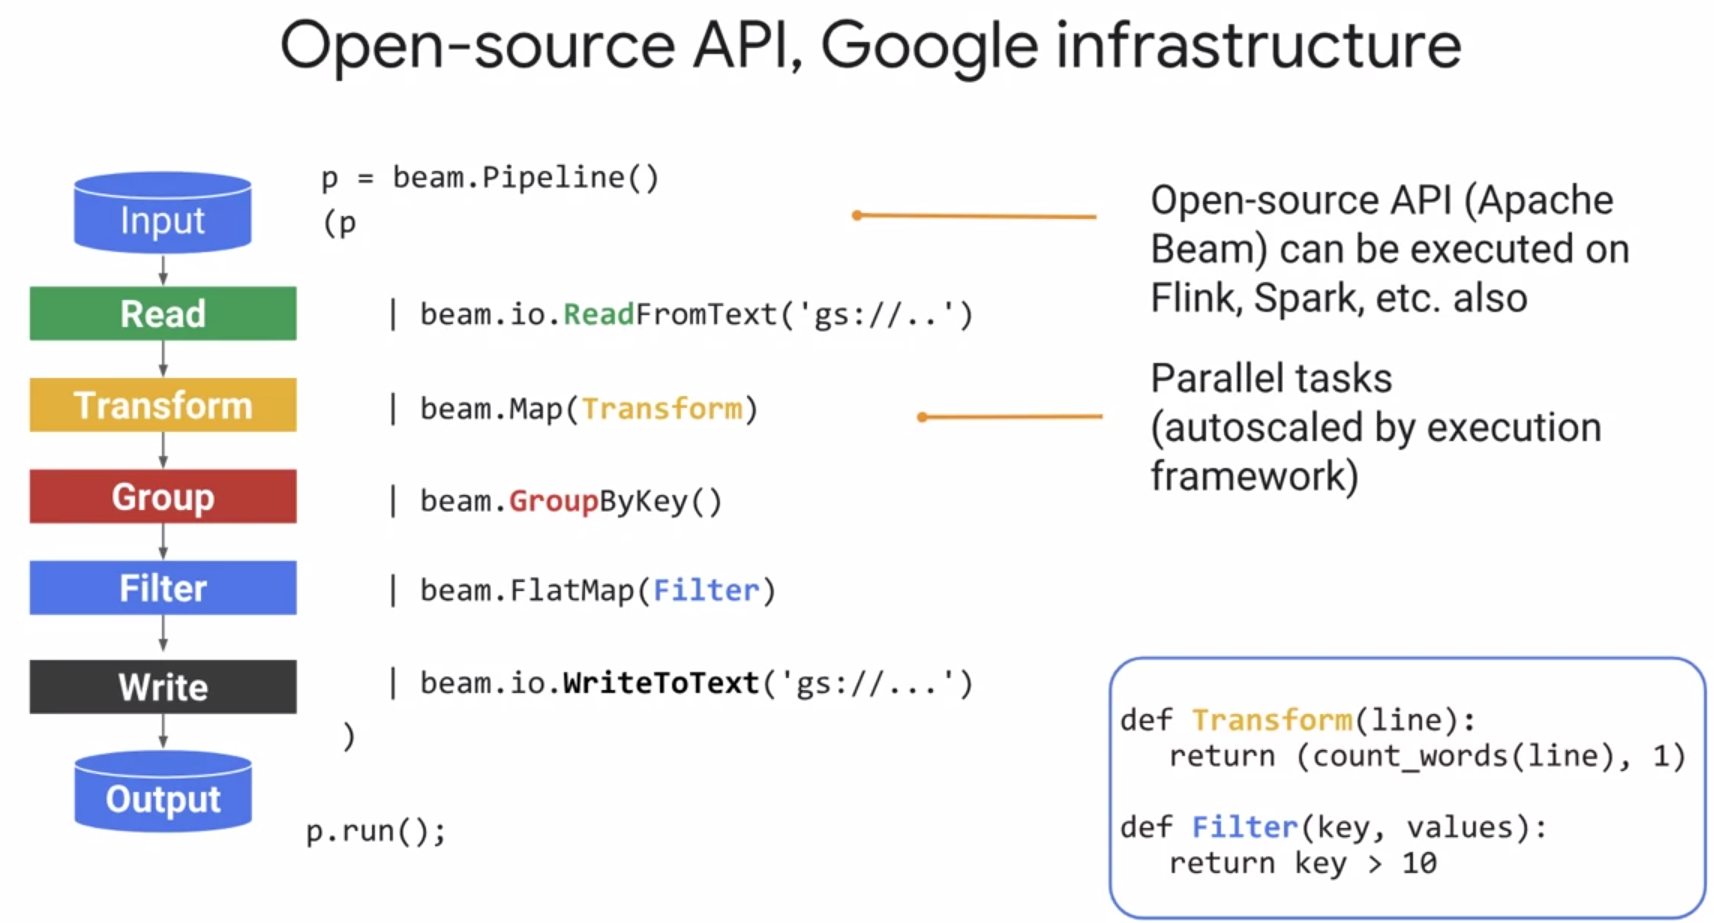 Open-source API, Google infrastructure
Input
Read
Transform
Group
Filter
Write
Output
p = beam.Pipeline()
(p
| beam.io.ReadFromText('gs://..')
| beam.Map(Transform)
| beam.GroupByKey()
| beam.FlatMap(Filter)
| beam.io.WriteToText('gs://...')
)
p.run();
Open-source API (Apache
Beam) can be executed on
Flink, Spark, etc. also
Parallel tasks
(autoscaled by execution
framework)
def Transform(line):
return (count_words(line), 1)
def Filter(key, values):
return key > 10